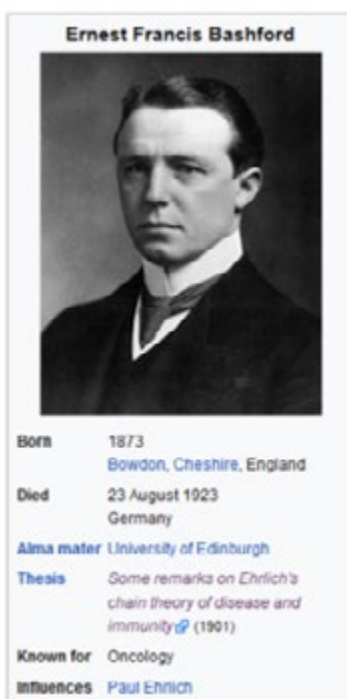 Ernest Francis Bashford
Born 1873
Bowdon, Cheshire, England
Died 23 August 1923
Germany
Alma mater University of Edinburgh
Thesis Some remarks on Ehrlich's
chain theory of disease and
immunity (1901)
Known for Oncology
Influences Paul Ehrlich